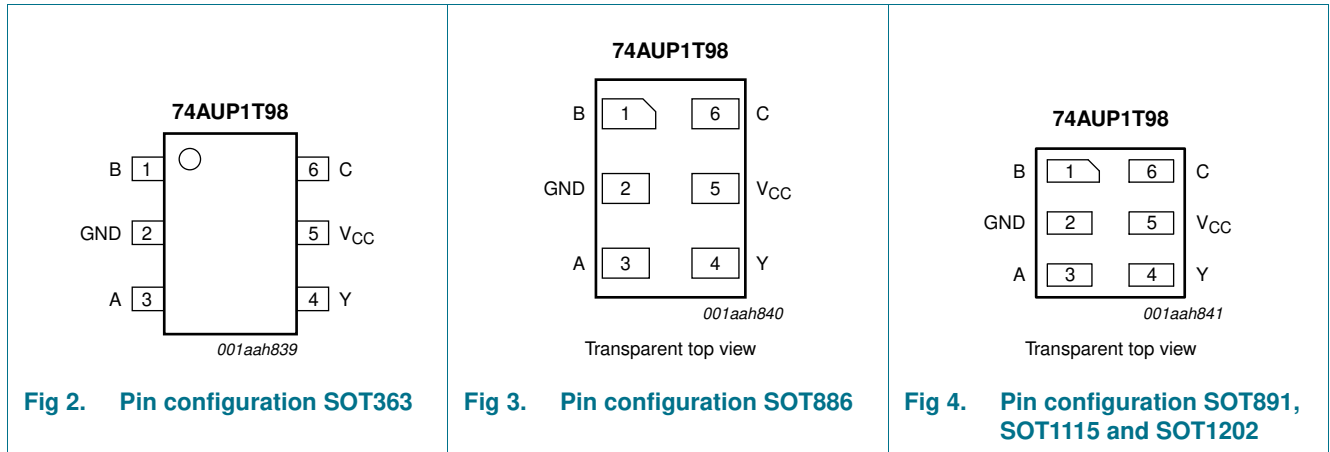 74AUP1T98
B 1 6 C
GND 2 5 VCC
A 3 4 Y
001aah839
Fig 2. Pin configuration SOT363
74AUP1T98
B 1 6 C
GND 2 5 VCC
A 3 4 Y
001aah840
Transparent top view
Fig 3. Pin configuration SOT886
74AUP1T98
B 1 6 C
GND 2 5 VCC
A 3 4 Y
001aah841
Transparent top view
Fig 4. Pin configuration SOT891,
SOT1115 and SOT1202